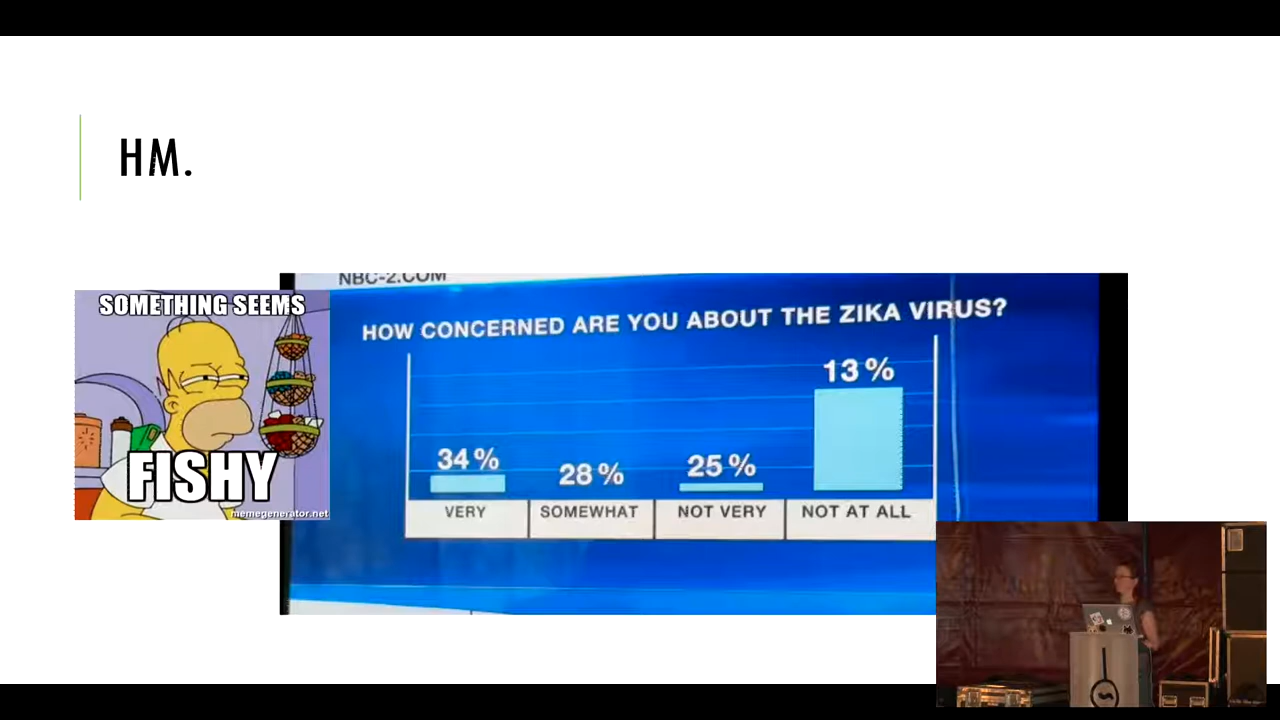 HM.
SOMETHING SEEMS
FISHY
memegenerator.net
NBC-2.COM
HOW CONCERNED ARE YOU ABOUT THE ZIKA VIRUS?
34%
28%
25%
13%
VERY
SOMEWHAT
NOT VERY
NOT AT ALL